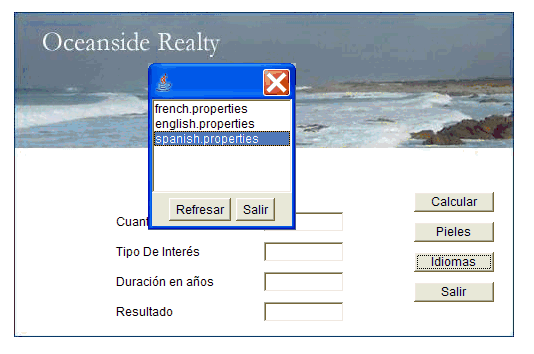 Oceanside Realty
french.properties
english.properties
spanish.properties
Refresar Salir
Calcular
Pieles
Tipo De Interés
Idiomas
Duración en años
Salir
Resultado